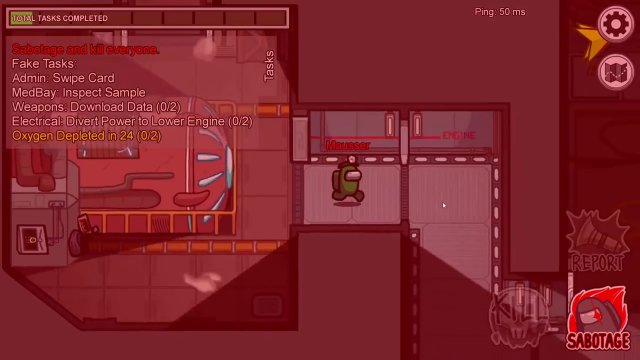 TOTAL TASKS COMPLETED
Ping: 50 ms
Sabotage and kill everyone.
Fake Tasks:
Admin: Swipe Card
MedBay: Inspect Sample
Weapons: Download Data (0/2)
Electrical: Divert Power to Lower Engine (0/2)
Oxygen Depleted in 24 (0/2)
Tasks
ENGINE
Mausser
REPORT
KILL
SABOTAGE